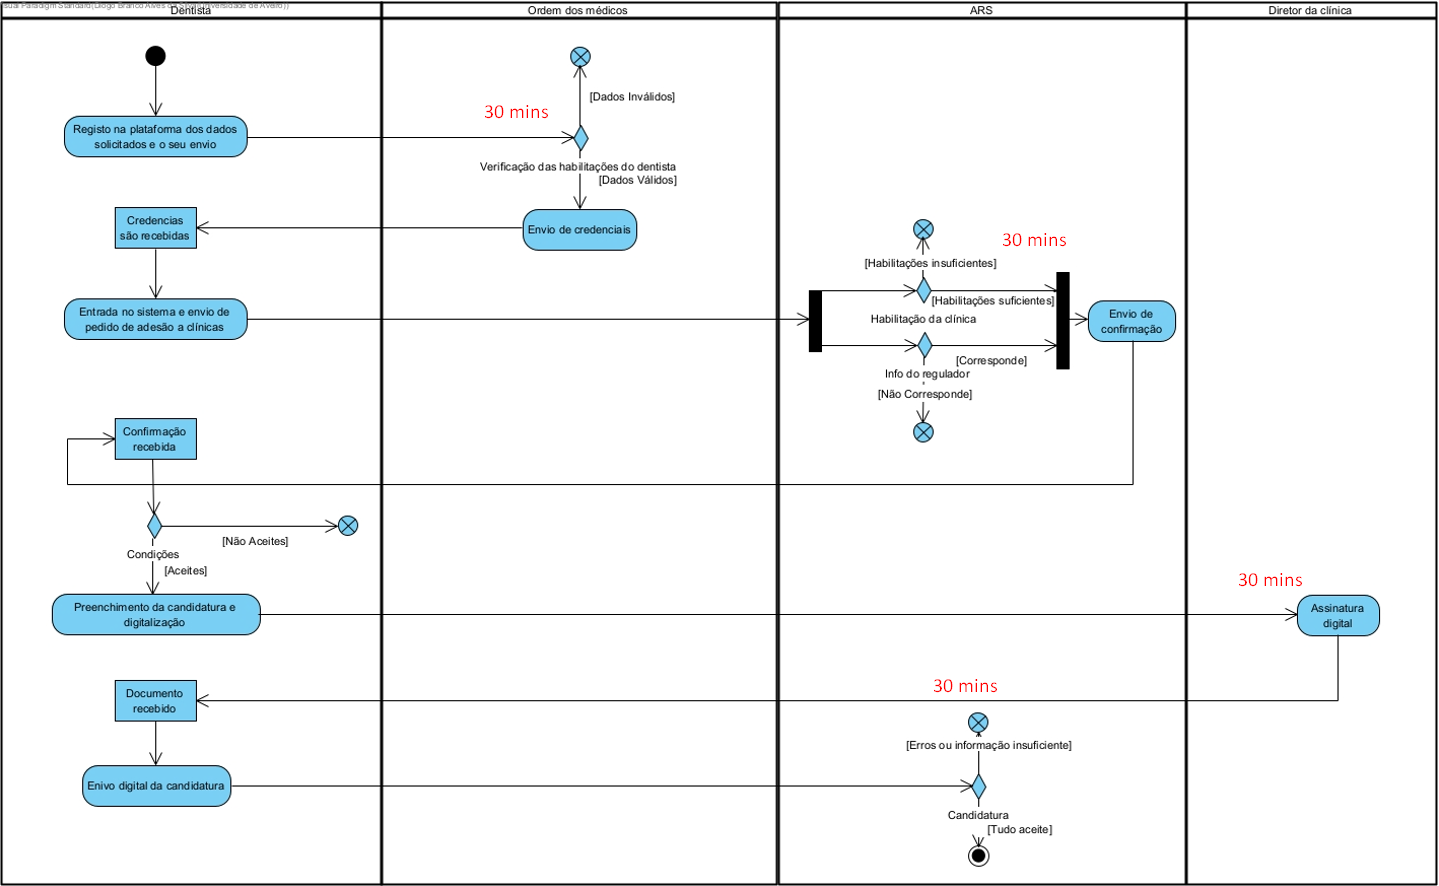 sual Paradigm Standard(Diogo Branco Alves da Silva(Universidade de Aveiro))
Dentista
Ordem dos médicos
ARS
Diretor da clínica
[Dados Inválidos]
30 mins
Registo na plataforma dos dados
solicitados e o seu envio
Verificação das habilitações do dentista
[Dados Válidos]
Credencias
são recebidas
Envio de credenciais
30 mins
[Habilitações insuficientes]
[Habilitações suficientes]
Entrada no sistema e envio de
pedido de adesão a clínicas
Habilitação da clínica
Envio de
confirmação
[Corresponde]
Info do regulador
[Não Corresponde]
Confirmação
recebida
[Não Aceites]
Condições
[Aceites]
30 mins
Preenchimento da candidatura e
digitalização
Assinatura
digital
Documento
recebido
30 mins
[Erros ou informação insuficiente]
Enivo digital da candidatura
Candidatura
[Tudo aceite]